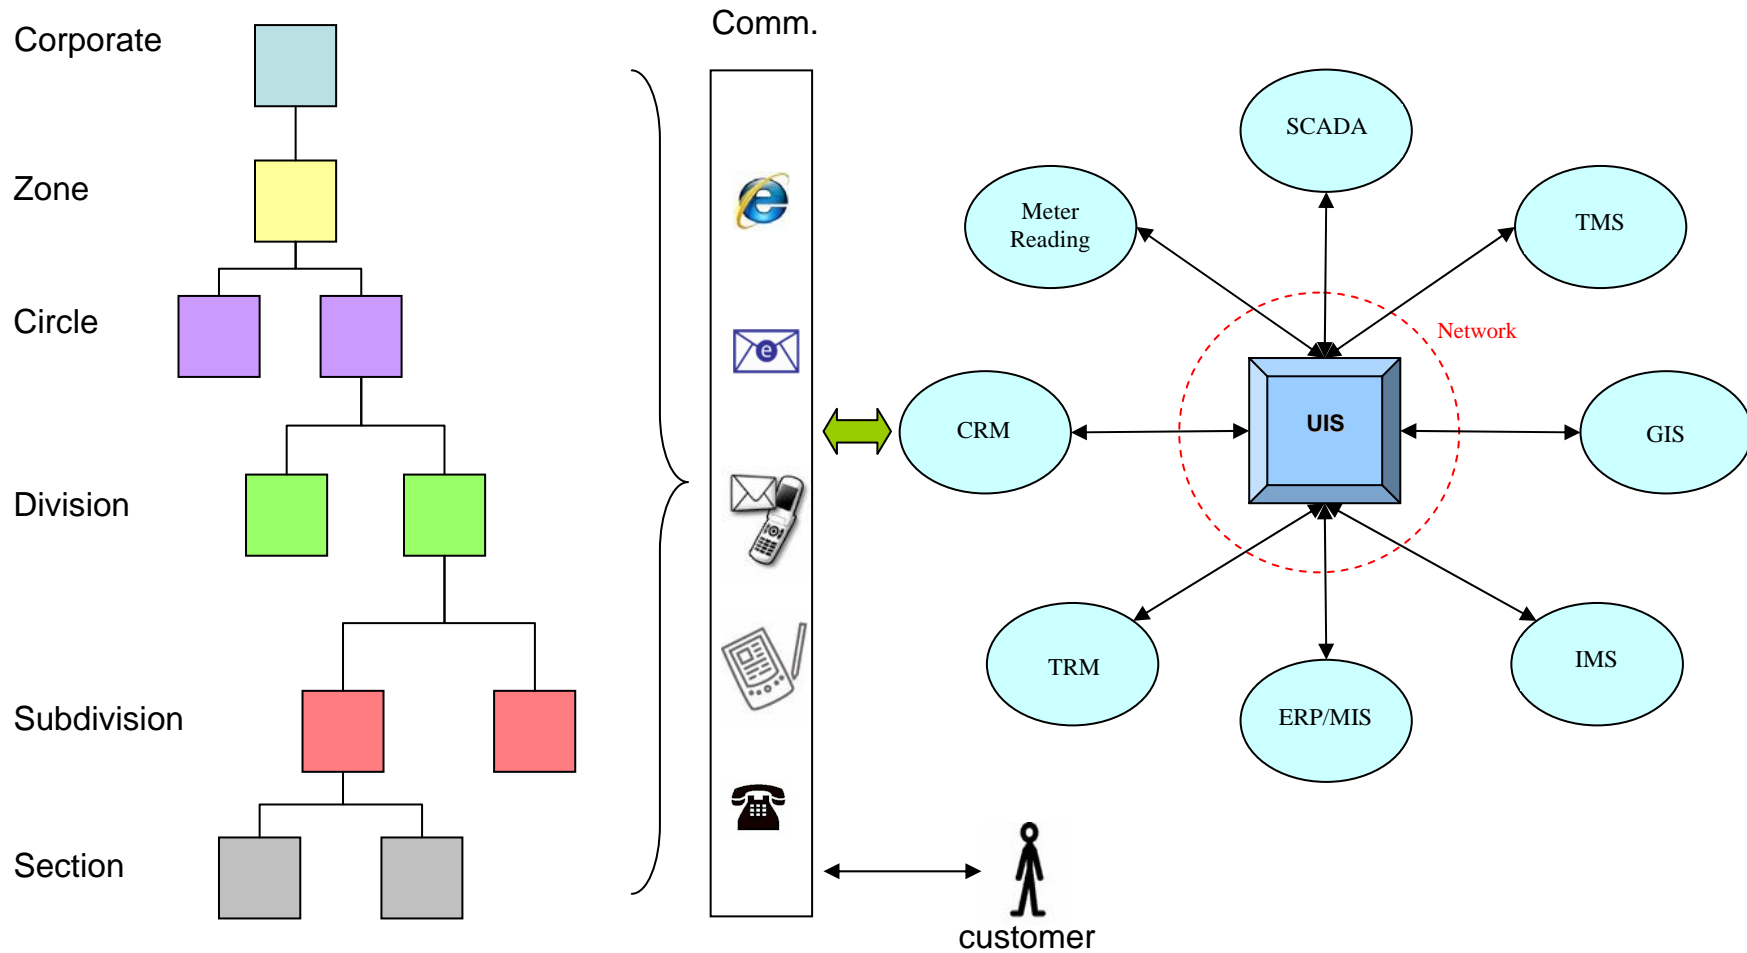 Corporate
Zone
Circle
Division
Subdivision
Section
Comm.
e
SCADA
Meter
Reading
TMS
Network
CRM
UIS
GIS
TRM
ERP/MIS
IMS
customer